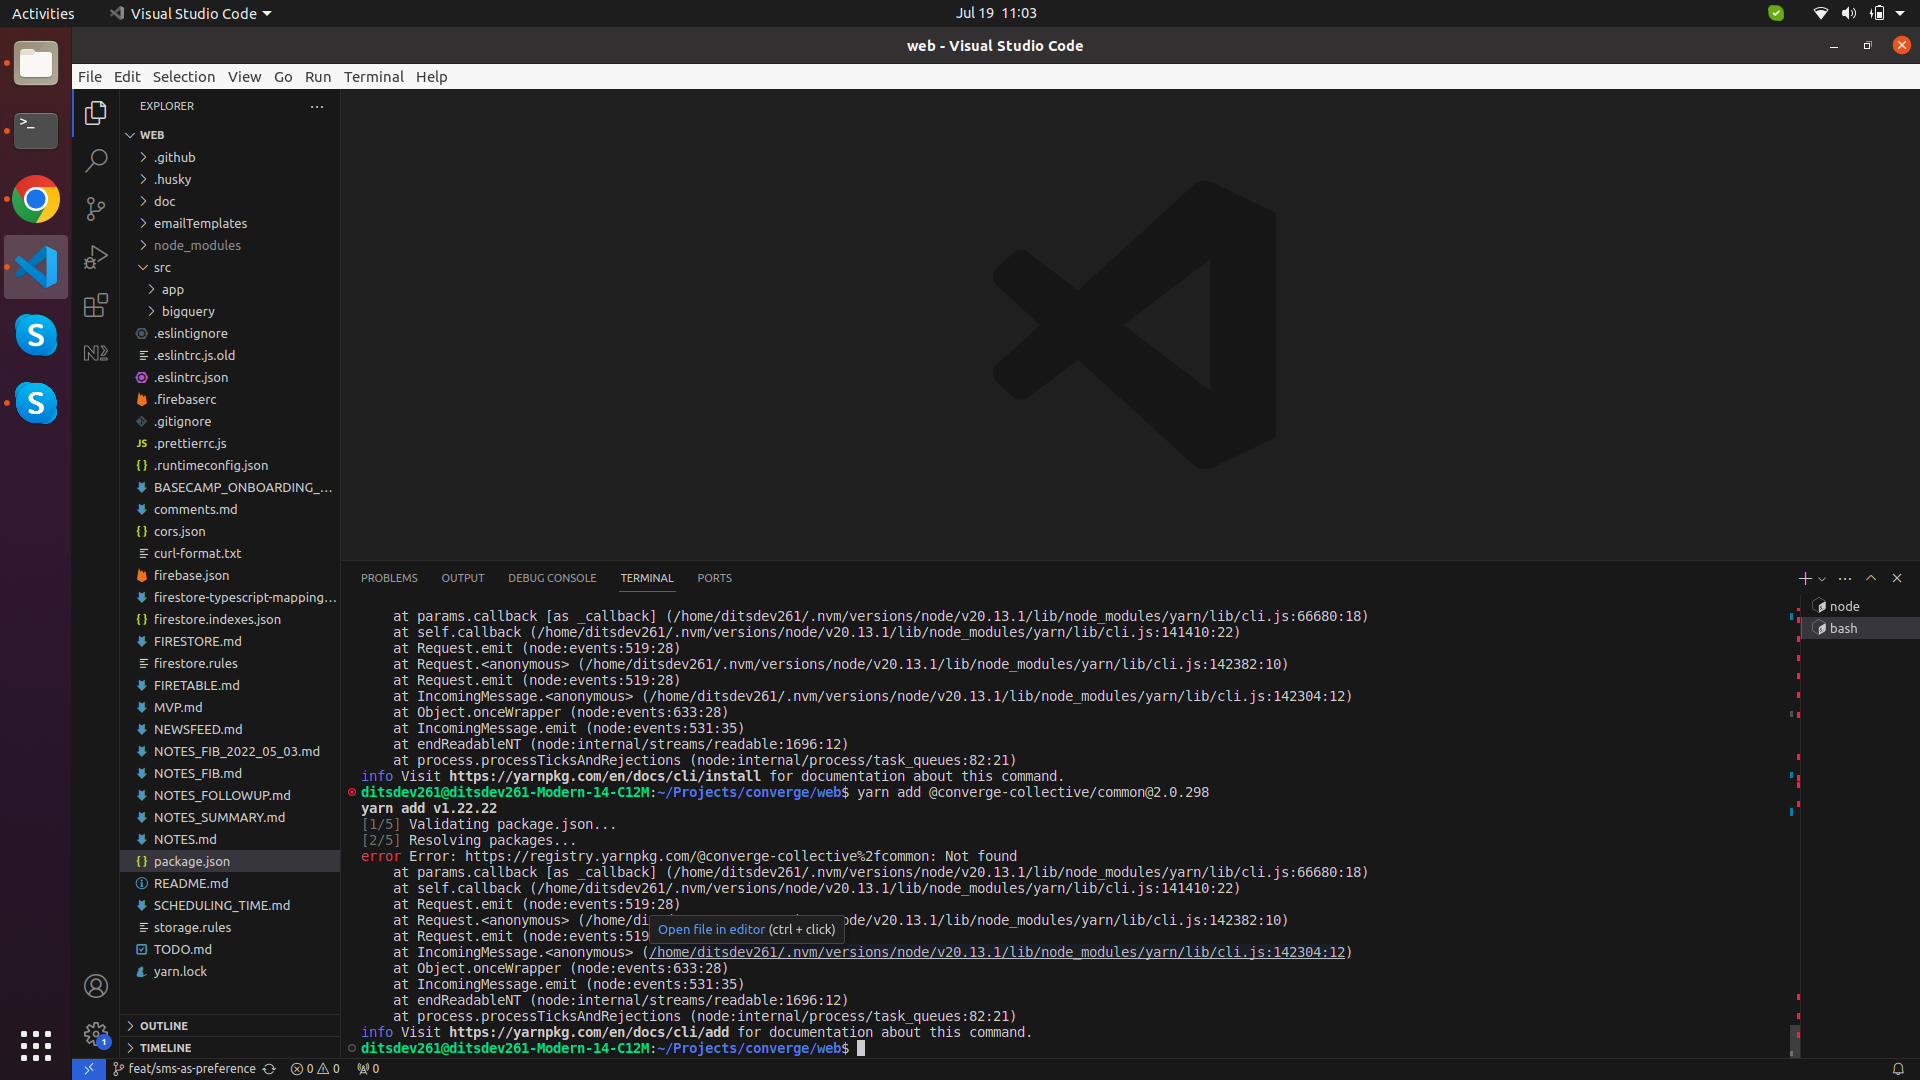 Activities
Visual Studio Code
Jul 19 11:03
web - Visual Studio Code
File Edit Selection View Go Run Terminal Help
EXPLORER
WEB
.github
.husky
doc
emailTemplates
node_modules
src
app
bigquery
.eslintignore
.eslintrc.js.old
.eslintrc.json
.firebaserc
.gitignore
JS .prettierrc.js
{} .runtimeconfig.json
BASECAMP_ONBOARDING_...
comments.md
{} cors.json
curl-format.txt
firebase.json
firestore-typescript-mapping...
{} firestore.indexes.json
FIRESTORE.md
firestore.rules
FIRETABLE.md
MVP.md
NEWSFEED.md
NOTES_FIB_2022_05_03.md
NOTES_FIB.md
NOTES_FOLLOWUP.md
NOTES_SUMMARY.md
NOTES.md
{} package.json
README.md
SCHEDULING_TIME.md
storage.rules
TODO.md
yarn.lock
OUTLINE
TIMELINE
PROBLEMS OUTPUT DEBUG CONSOLE TERMINAL PORTS
node
bash
at params.callback [as _callback] (/home/ditsdev261/.nvm/versions/node/v20.13.1/lib/node_modules/yarn/lib/cli.js:66680:18)
at self.callback (/home/ditsdev261/.nvm/versions/node/v20.13.1/lib/node_modules/yarn/lib/cli.js:141410:22)
at Request.emit (node:events:519:28)
at Request.<anonymous> (/home/ditsdev261/.nvm/versions/node/v20.13.1/lib/node_modules/yarn/lib/cli.js:142382:10)
at Request.emit (node:events:519:28)
at IncomingMessage.<anonymous> (/home/ditsdev261/.nvm/versions/node/v20.13.1/lib/node_modules/yarn/lib/cli.js:142304:12)
at Object.onceWrapper (node:events:633:28)
at IncomingMessage.emit (node:events:531:35)
at endReadableNT (node:internal/streams/readable:1696:12)
at process.processTicksAndRejections (node:internal/process/task_queues:82:21)
info Visit https://yarnpkg.com/en/docs/cli/install for documentation about this command.
ditsdev261@ditsdev261-Modern-14-C12M:~/Projects/converge/web$ yarn add @converge-collective/common@2.0.298
yarn add v1.22.22
[1/5] Validating package.json...
[2/5] Resolving packages...
error Error: https://registry.yarnpkg.com/@converge-collective%2fcommon: Not found
at params.callback [as _callback] (/home/ditsdev261/.nvm/versions/node/v20.13.1/lib/node_modules/yarn/lib/cli.js:66680:18)
at self.callback (/home/ditsdev261/.nvm/versions/node/v20.13.1/lib/node_modules/yarn/lib/cli.js:141410:22)
at Request.emit (node:events:519:28)
at Request.<anonymous> (/home/di ode/v20.13.1/lib/node_modules/yarn/lib/cli.js:142382:10)
at Request.emit (node:events:519
Open file in editor (ctrl + click)
at IncomingMessage.<anonymous> (/home/ditsdev261/.nvm/versions/node/v20.13.1/lib/node_modules/yarn/lib/cli.js:142304:12)
at Object.onceWrapper (node:events:633:28)
at IncomingMessage.emit (node:events:531:35)
at endReadableNT (node:internal/streams/readable:1696:12)
at process.processTicksAndRejections (node:internal/process/task_queues:82:21)
info Visit https://yarnpkg.com/en/docs/cli/add for documentation about this command.
ditsdev261@ditsdev261-Modern-14-C12M:~/Projects/converge/web$
1
feat/sms-as-preference 0 0 0